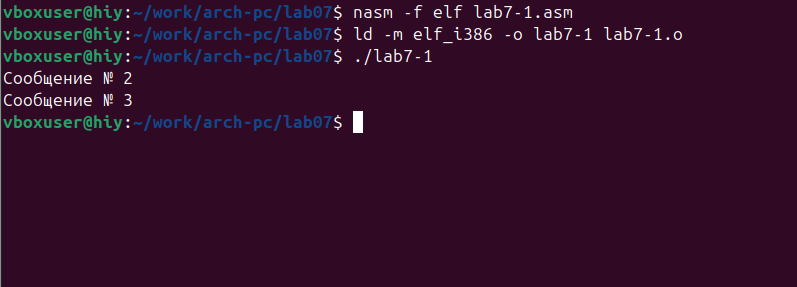 vboxuser@hiy:~/work/arch-pc/lab07$ nasm -f elf lab7-1.asm
vboxuser@hiy:~/work/arch-pc/lab07$ ld -m elf_i386 -o lab7-1 lab7-1.o
vboxuser@hiy:~/work/arch-pc/lab07$ ./lab7-1
Сообщение № 2
Сообщение № 3
vboxuser@hiy:~/work/arch-pc/lab07$